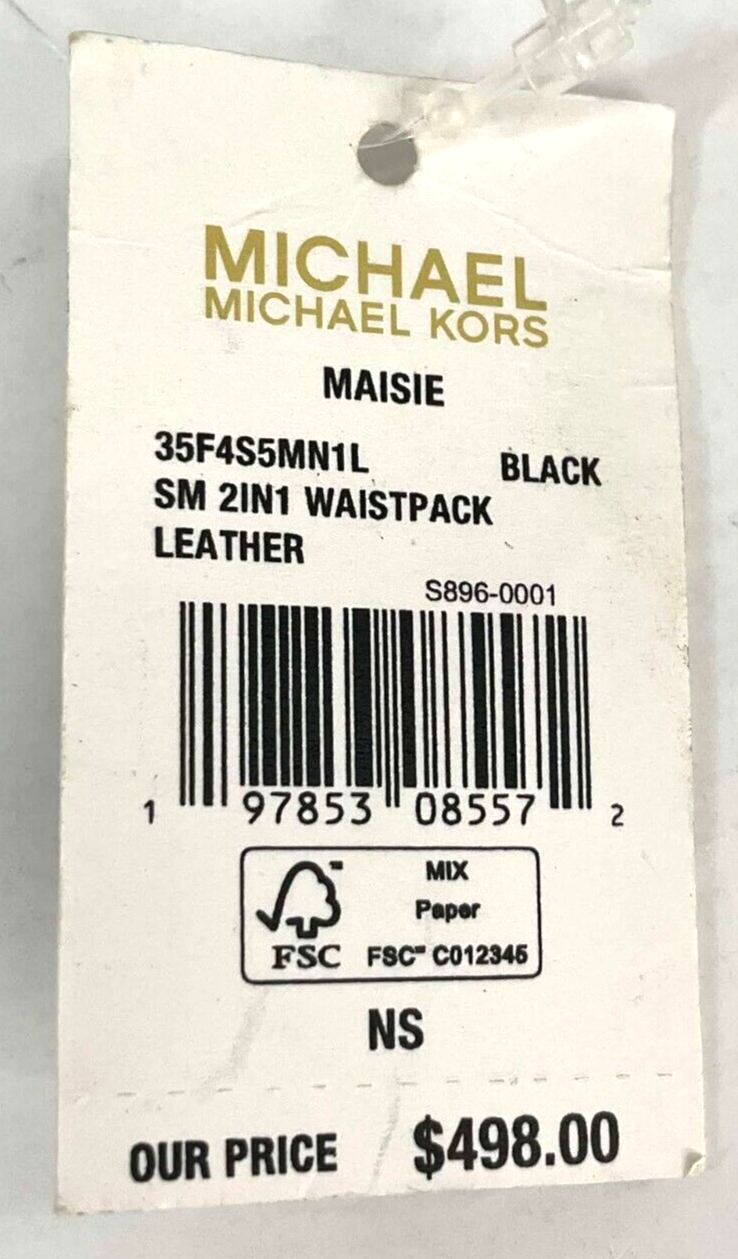 MICHAEL
MICHAEL KORS
MAISIE
35F4S5MN1L BLACK
SM 2IN1 WAISTPACK
LEATHER
S896-0001
1 97853 08557 2
MIX
Paper
FSC FSC™ C012345
NS
OUR PRICE $498.00